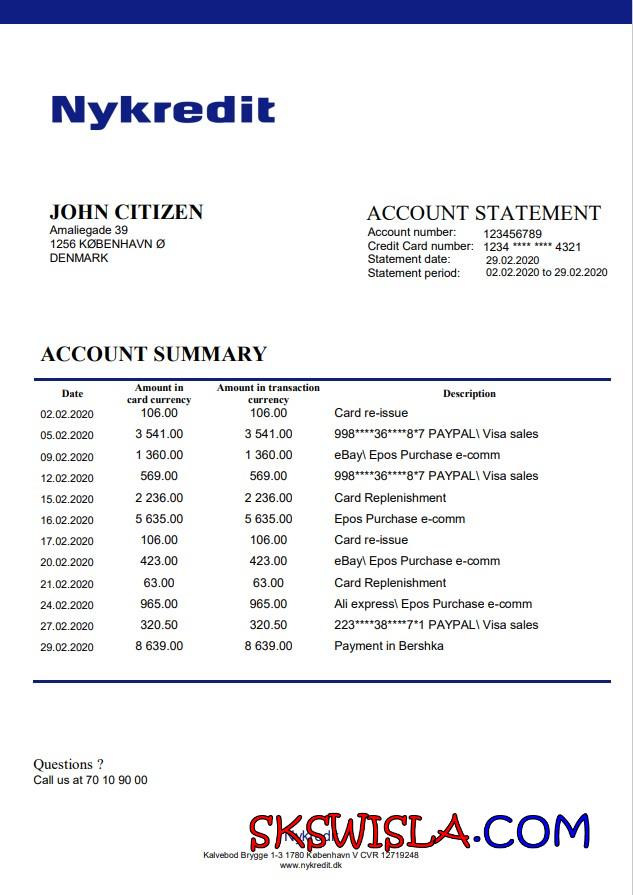 Nykredit
JOHN CITIZEN
Amaliegade 39
1256 KØBENHAVN Ø
DENMARK
ACCOUNT STATEMENT
Account number: 123456789
Credit Card number: 1234 **** **** 4321
Statement date: 29.02.2020
Statement period: 02.02.2020 to 29.02.2020
ACCOUNT SUMMARY
Date Amount in card currency Amount in transaction currency Description
02.02.2020 106.00 106.00 Card re-issue
05.02.2020 3 541.00 3 541.00 998****36****8*7 PAYPAL\ Visa sales
09.02.2020 1 360.00 1 360.00 eBay\ Epos Purchase e-comm
12.02.2020 569.00 569.00 998****36****8*7 PAYPAL\ Visa sales
15.02.2020 2 236.00 2 236.00 Card Replenishment
16.02.2020 5 635.00 5 635.00 Epos Purchase e-comm
17.02.2020 106.00 106.00 Card re-issue
20.02.2020 423.00 423.00 eBay\ Epos Purchase e-comm
21.02.2020 63.00 63.00 Card Replenishment
24.02.2020 965.00 965.00 Ali express\ Epos Purchase e-comm
27.02.2020 320.50 320.50 223****38****7*1 PAYPAL\ Visa sales
29.02.2020 8 639.00 8 639.00 Payment in Bershka
Questions ?
Call us at 70 10 90 00
SKSWISLA.COM
Nykredit
Kalvebod Brygge 1-3 1780 København V CVR 12719248
www.nykredit.dk